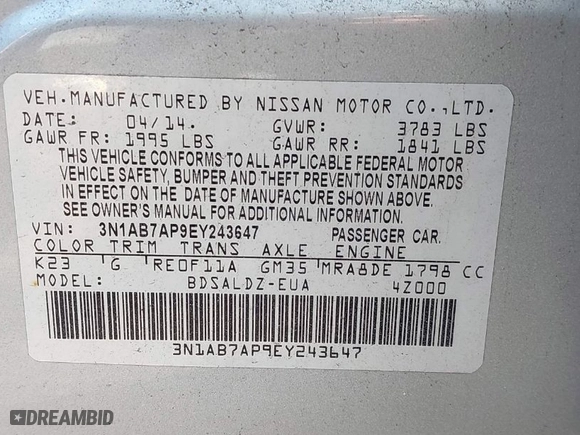 VEH.MANUFACTURED BY NISSAN MOTOR CO.,LTD.
DATE: 04/14. GVWR: 3783 LBS
GAWR FR: 1995 LBS GAWR RR: 1841 LBS
THIS VEHICLE CONFORMS TO ALL APPLICABLE FEDERAL MOTOR
VEHICLE SAFETY, BUMPER AND THEFT PREVENTION STANDARDS
IN EFFECT ON THE DATE OF MANUFACTURE SHOWN ABOVE.
SEE OWNER'S MANUAL FOR ADDITIONAL INFORMATION.
VIN: 3N1AB7AP9EY243647 PASSENGER CAR.
COLOR TRIM TRANS AXLE ENGINE
K23 G RE0F11A GM35 MRA8DE 1798 CC
MODEL: BDSALDZ-EUA 4Z000
3N1AB7AP9EY243647
DREAMBID